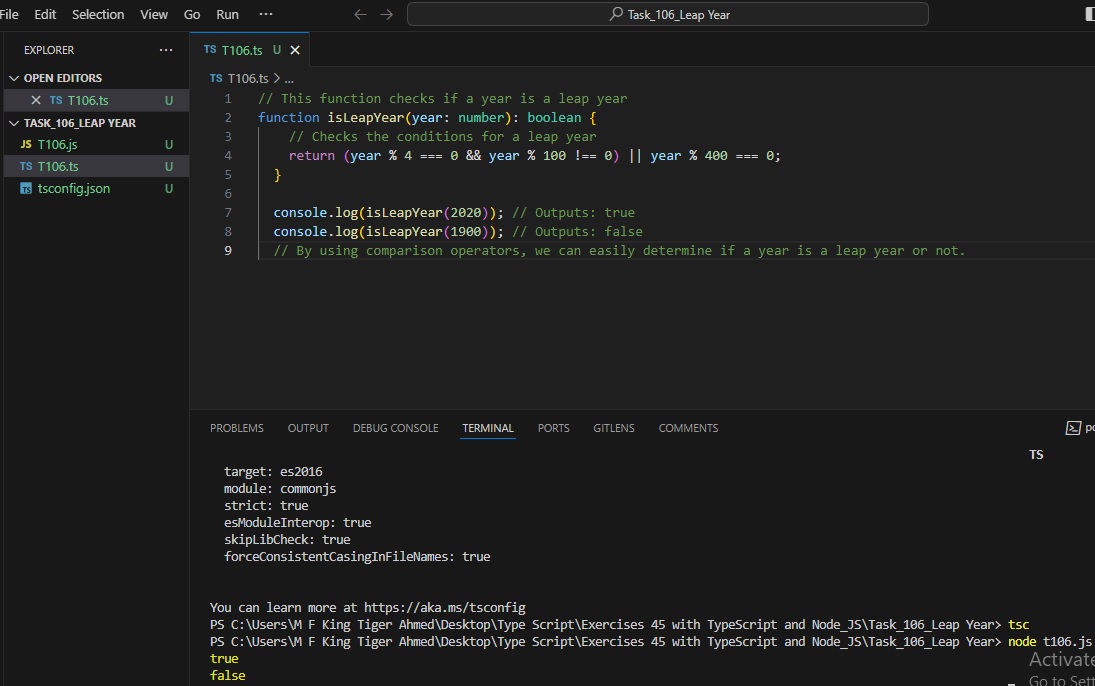 File Edit Selection View Go Run ··· ← → Task_106_Leap Year
EXPLORER ···
OPEN EDITORS
TS T106.ts U
TASK_106_LEAP YEAR
JS T106.js U
TS T106.ts U
TS tsconfig.json U
TS T106.ts U
TS T106.ts > ...
1 // This function checks if a year is a leap year
2 function isLeapYear(year: number): boolean {
3 // Checks the conditions for a leap year
4 return (year % 4 === 0 && year % 100 !== 0) || year % 400 === 0;
5 }
6
7 console.log(isLeapYear(2020)); // Outputs: true
8 console.log(isLeapYear(1900)); // Outputs: false
9 // By using comparison operators, we can easily determine if a year is a leap year or not.
PROBLEMS OUTPUT DEBUG CONSOLE TERMINAL PORTS GITLENS COMMENTS
TS
target: es2016
module: commonjs
strict: true
esModuleInterop: true
skipLibCheck: true
forceConsistentCasingInFileNames: true
You can learn more at https://aka.ms/tsconfig
PS C:\Users\M F King Tiger Ahmed\Desktop\Type Script\Exercises 45 with TypeScript and Node_JS\Task_106_Leap Year> tsc
PS C:\Users\M F King Tiger Ahmed\Desktop\Type Script\Exercises 45 with TypeScript and Node_JS\Task_106_Leap Year> node t106.js
true
false
Activate
Go to Sett